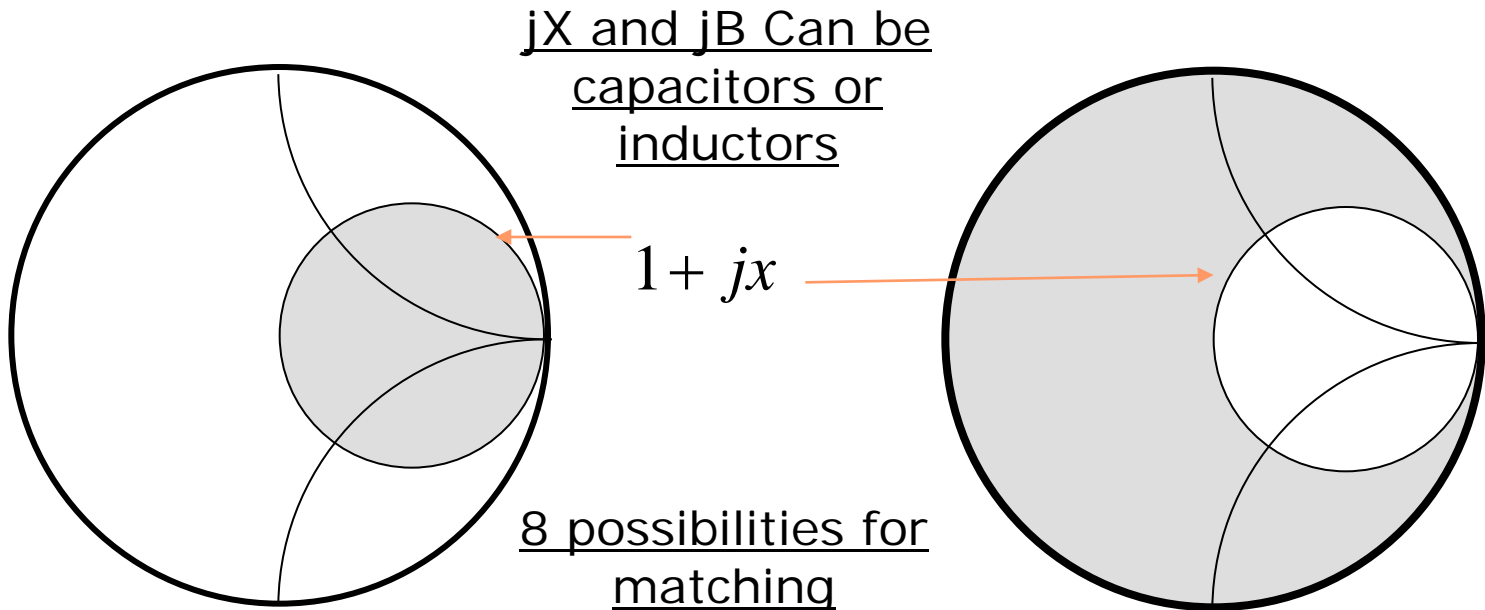 jX and jB Can be
capacitors or
inductors
1+ jx
8 possibilities for
matching